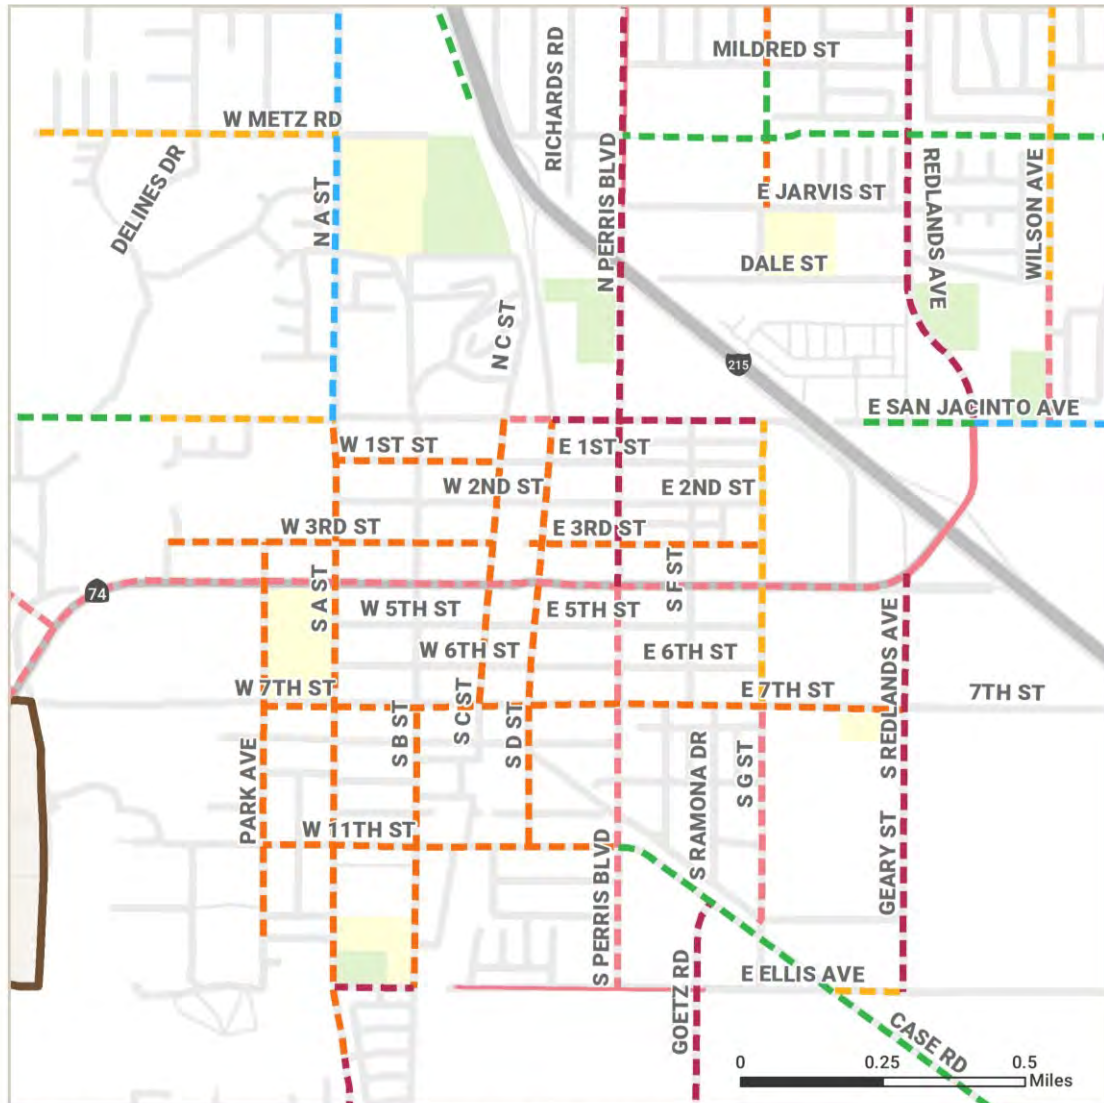 MILDRED ST
W METZ RD
RICHARDS RD
N PERRIS BLVD
DELINES DR
N A ST
E JARVIS ST
REDLANDS AVE
WILSON AVE
DALE ST
N C ST
215
E SAN JACINTO AVE
W 1ST ST
E 1ST ST
W 2ND ST
E 2ND ST
W 3RD ST
E 3RD ST
74
S A ST
S F ST
W 5TH ST
E 5TH ST
W 6TH ST
E 6TH ST
S REDLANDS AVE
W 7TH ST
E 7TH ST
7TH ST
S B ST
S C ST
S D ST
PARK AVE
S RAMONA DR
S G ST
W 11TH ST
S PERRIS BLVD
GEARY ST
E ELLIS AVE
GOETZ RD
CASE RD
0 0.25 0.5
Miles